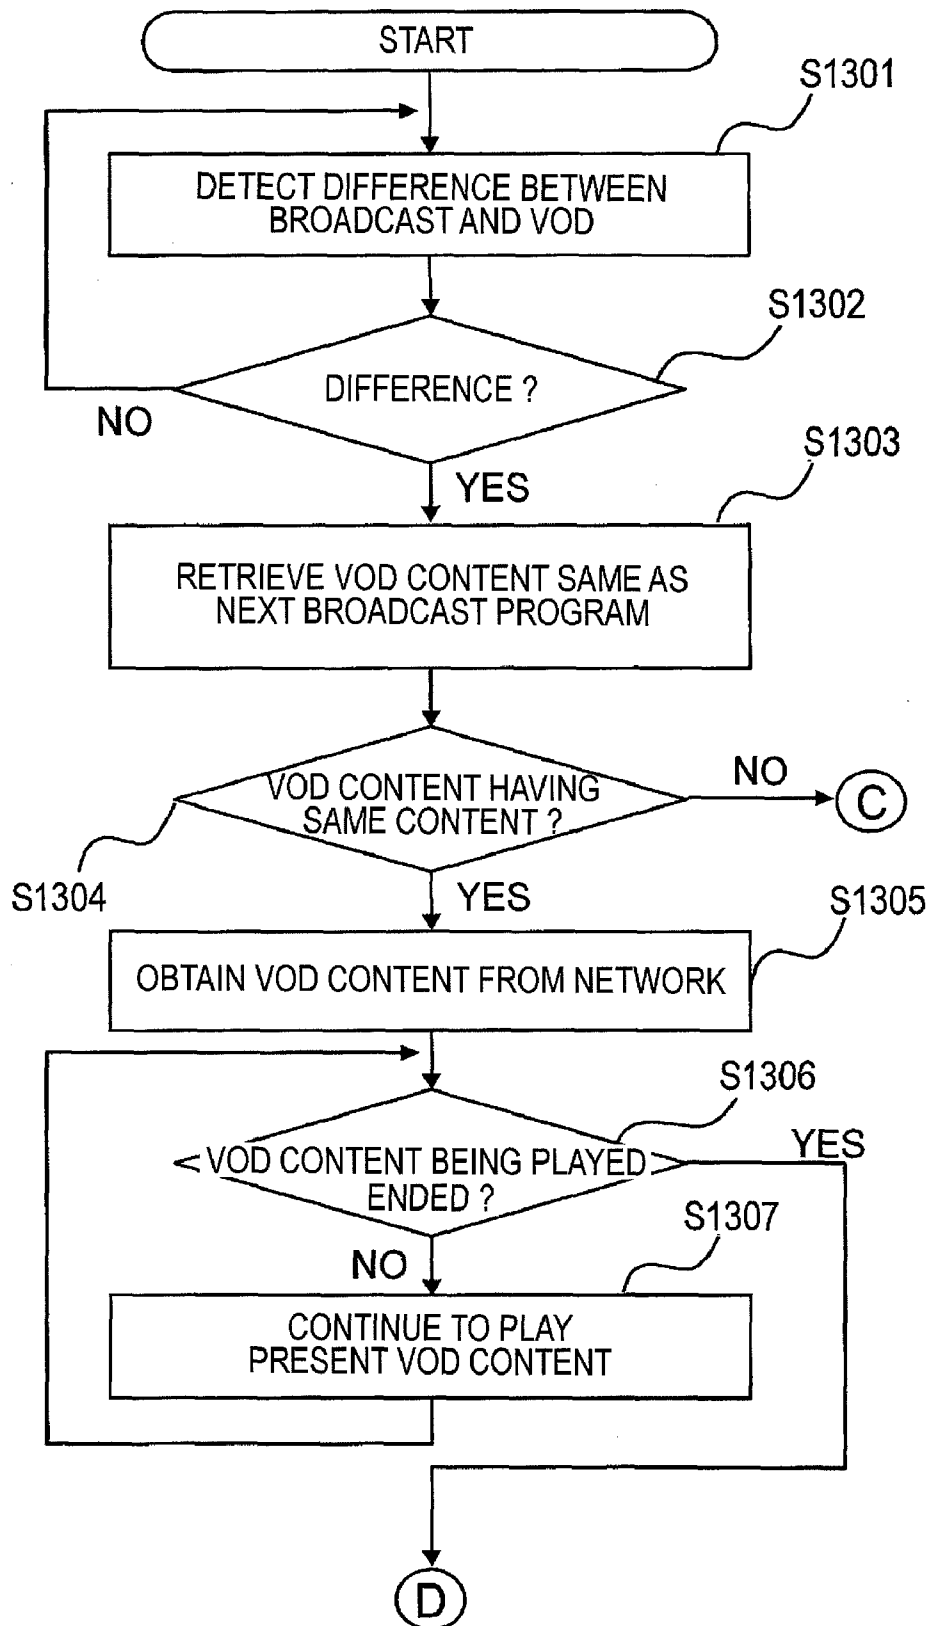 START
S1301
DETECT DIFFERENCE BETWEEN
BROADCAST AND VOD
S1302
DIFFERENCE ?
NO
YES
S1303
RETRIEVE VOD CONTENT SAME AS
NEXT BROADCAST PROGRAM
VOD CONTENT HAVING
SAME CONTENT ?
NO
C
S1304
YES
S1305
OBTAIN VOD CONTENT FROM NETWORK
S1306
VOD CONTENT BEING PLAYED
ENDED ?
YES
S1307
NO
CONTINUE TO PLAY
PRESENT VOD CONTENT
D